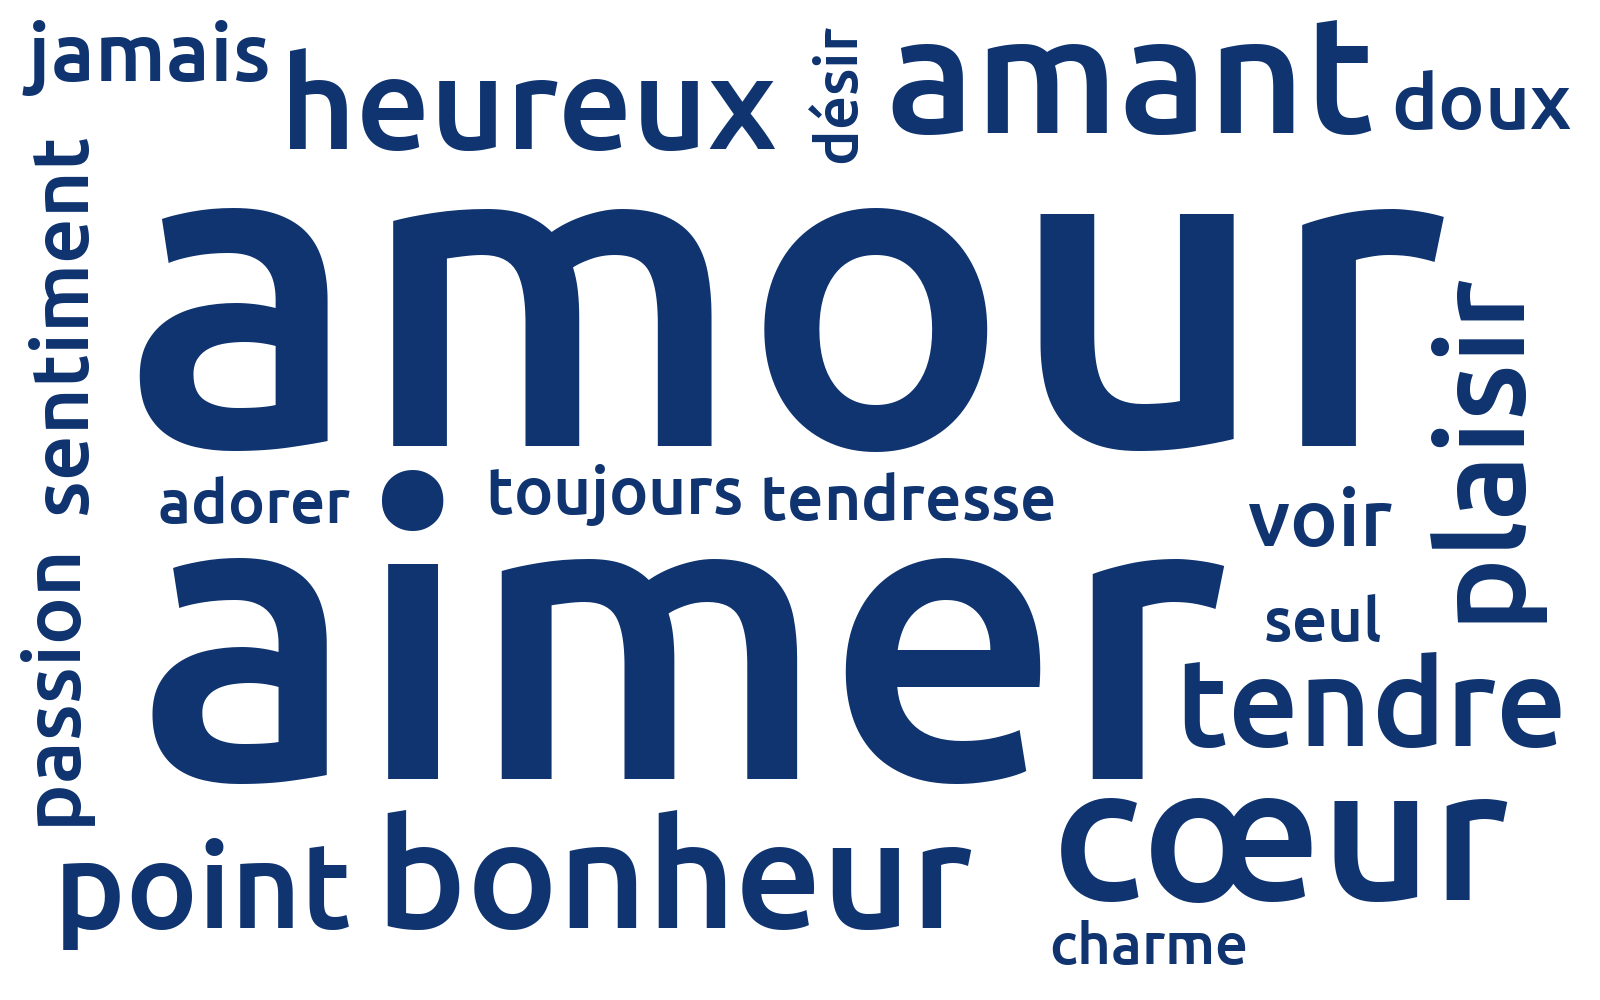 jamais
heureux
désir
amant
doux
sentiment
amour
plaisir
adorer
toujours
tendresse
voir
passion
aimer
seul
tendre
point
bonheur
cœur
charme